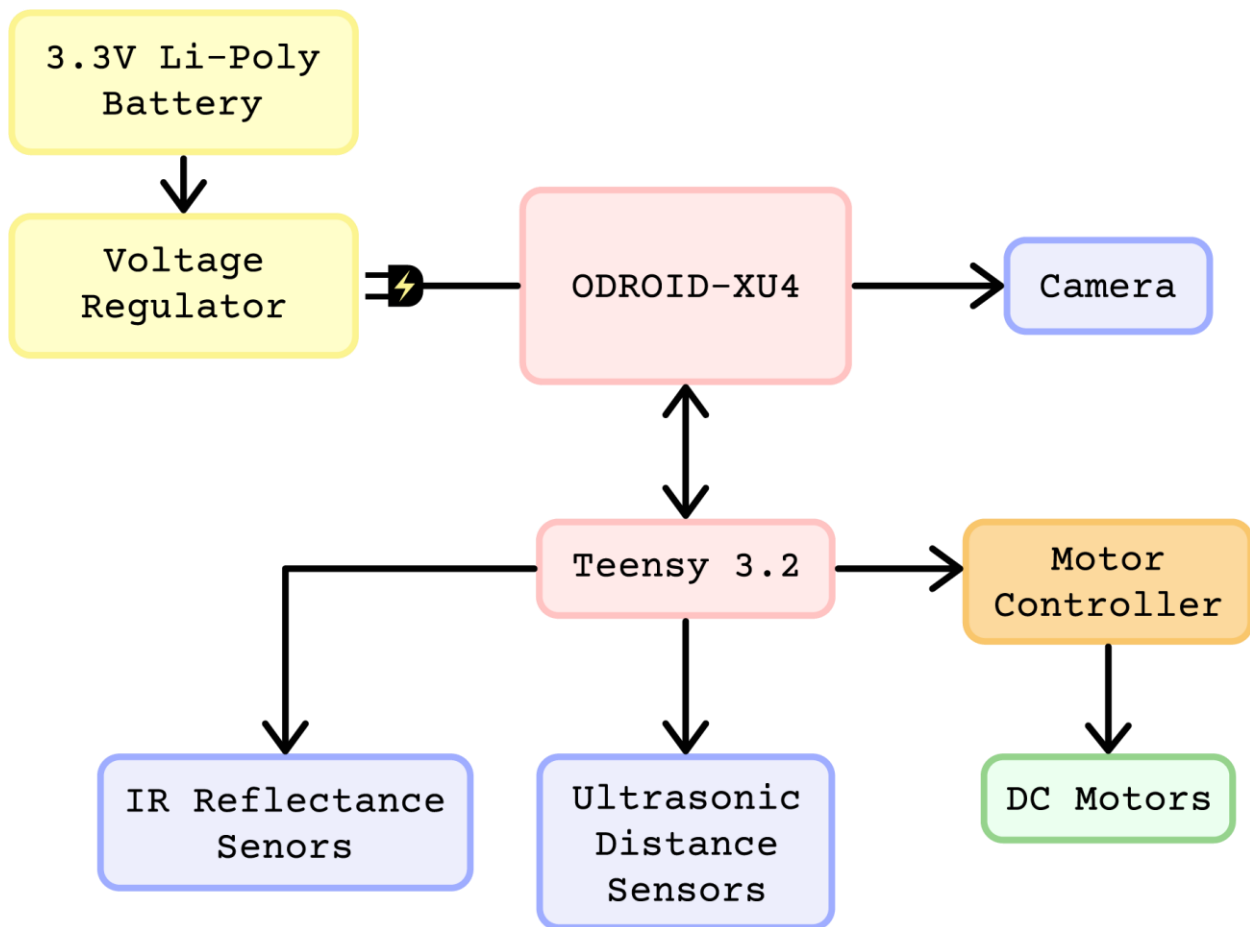 3.3V Li-Poly
Battery
Voltage
Regulator
ODROID-XU4
Camera
Teensy 3.2
Motor
Controller
IR Reflectance
Senors
Ultrasonic
Distance
Sensors
DC Motors